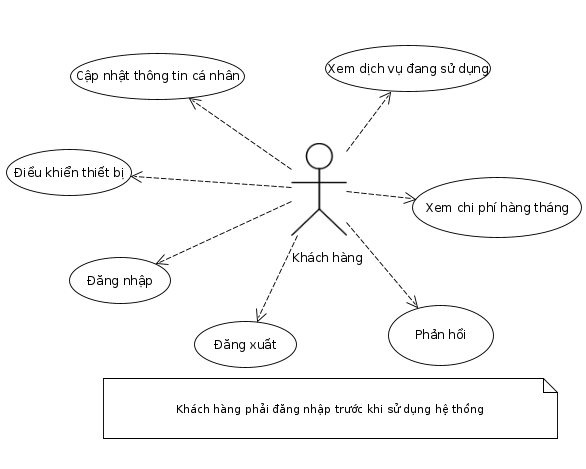 Xem dịch vụ đang sử dụng
Cập nhật thông tin cá nhân
Điều khiển thiết bị
Xem chi phí hàng tháng
Khách hàng
Đăng nhập
Phản hồi
Đăng xuất
Khách hàng phải đăng nhập trước khi sử dụng hệ thống